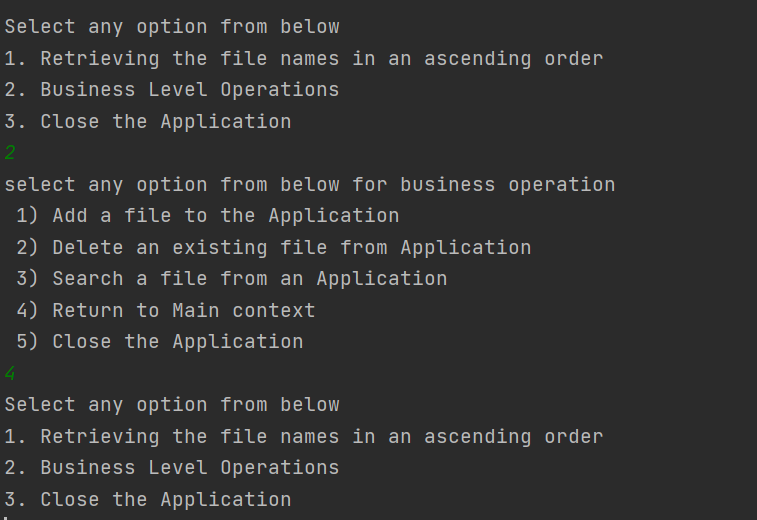 Select any option from below
1. Retrieving the file names in an ascending order
2. Business Level Operations
3. Close the Application
2
select any option from below for business operation
1) Add a file to the Application
2) Delete an existing file from Application
3) Search a file from an Application
4) Return to Main context
5) Close the Application
4
Select any option from below
1. Retrieving the file names in an ascending order
2. Business Level Operations
3. Close the Application